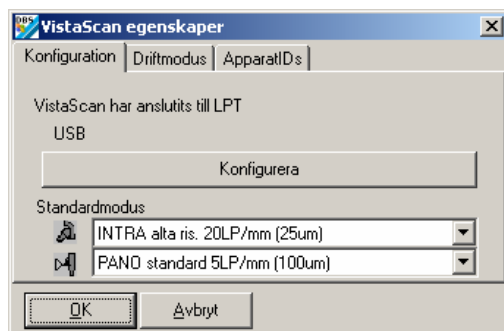 DBS VistaScan egenskaper
Konfiguration Driftmodus ApparatIDs
VistaScan har anslutits till LPT
USB
Konfigurera
Standardmodus
INTRA alta ris. 20LP/mm (25um)
PANO standard 5LP/mm (100um)
OK Avbryt